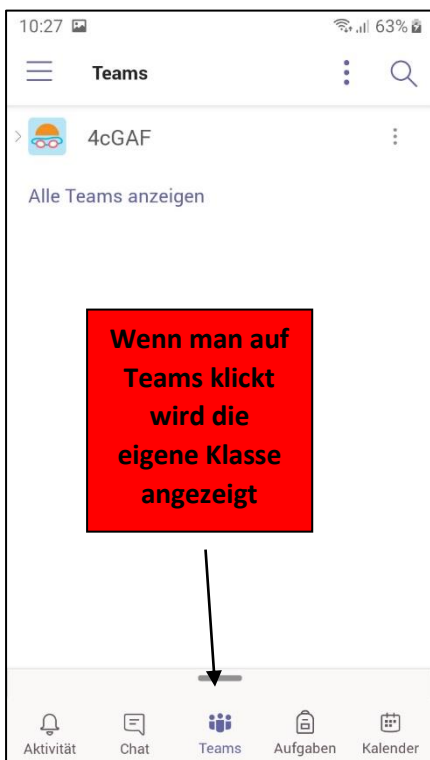 10:27 63%
Teams
4cGAF
Alle Teams anzeigen
Wenn man auf
Teams klickt
wird die
eigene Klasse
angezeigt
Aktivität Chat Teams Aufgaben Kalender